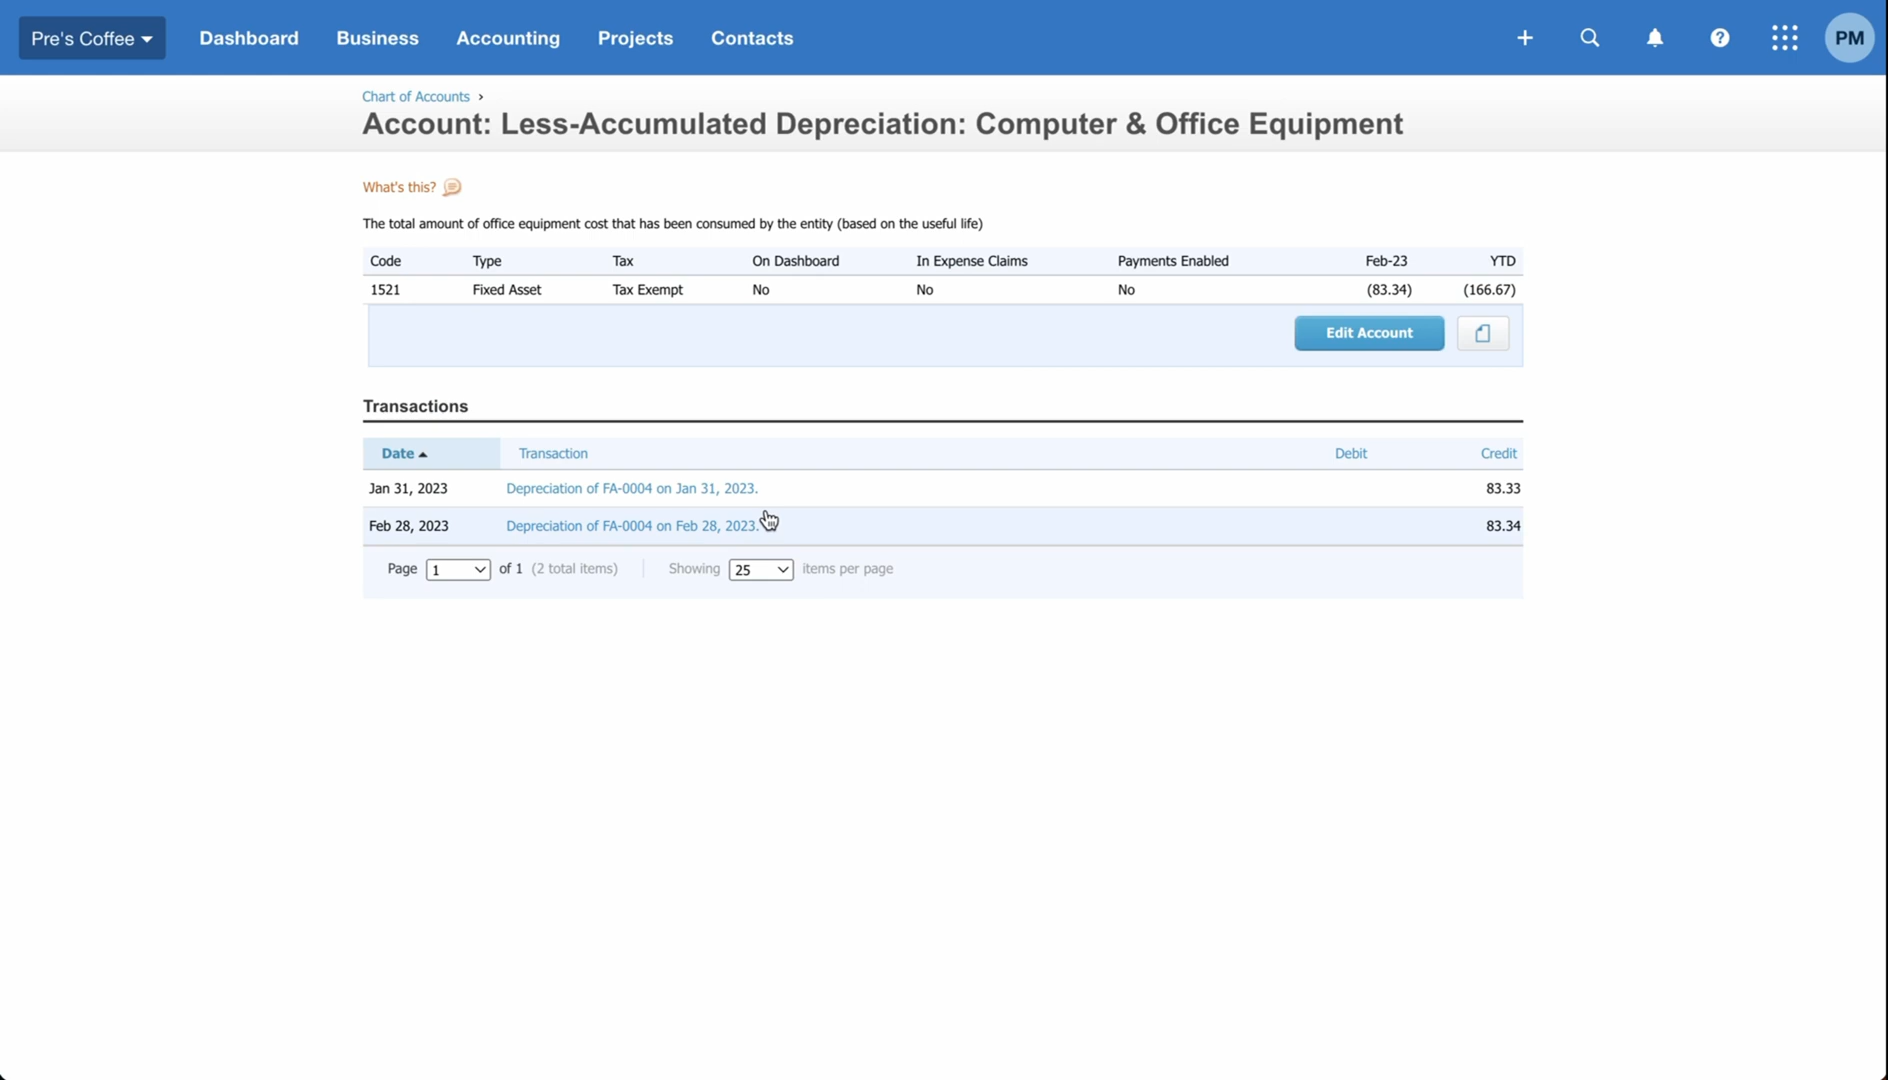 Pre's Coffee Dashboard Business Accounting Projects Contacts PM
Chart of Accounts ›
Account: Less-Accumulated Depreciation: Computer & Office Equipment
What's this?
The total amount of office equipment cost that has been consumed by the entity (based on the useful life)
Code Type Tax On Dashboard In Expense Claims Payments Enabled Feb-23 YTD
1521 Fixed Asset Tax Exempt No No No (83.34) (166.67)
Edit Account
Transactions
Date Transaction Debit Credit
Jan 31, 2023 Depreciation of FA-0004 on Jan 31, 2023. 83.33
Feb 28, 2023 Depreciation of FA-0004 on Feb 28, 2023. 83.34
Page 1 of 1 (2 total items) Showing 25 items per page